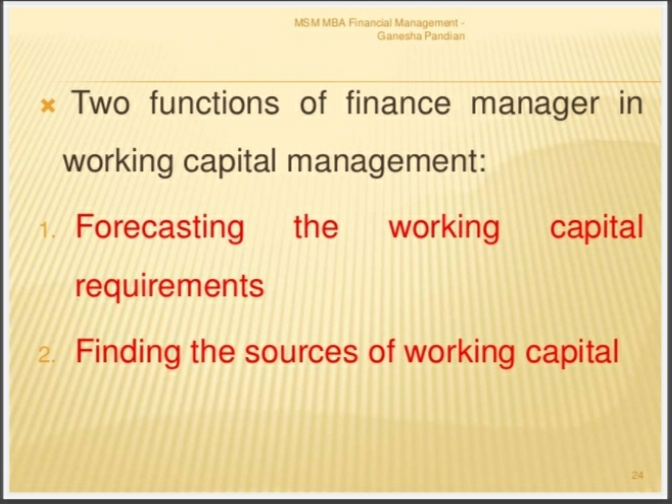 MSM MBA Financial Management -
Ganesha Pandian
× Two functions of finance manager in
working capital management:
1. Forecasting the working capital
requirements
2. Finding the sources of working capital
24